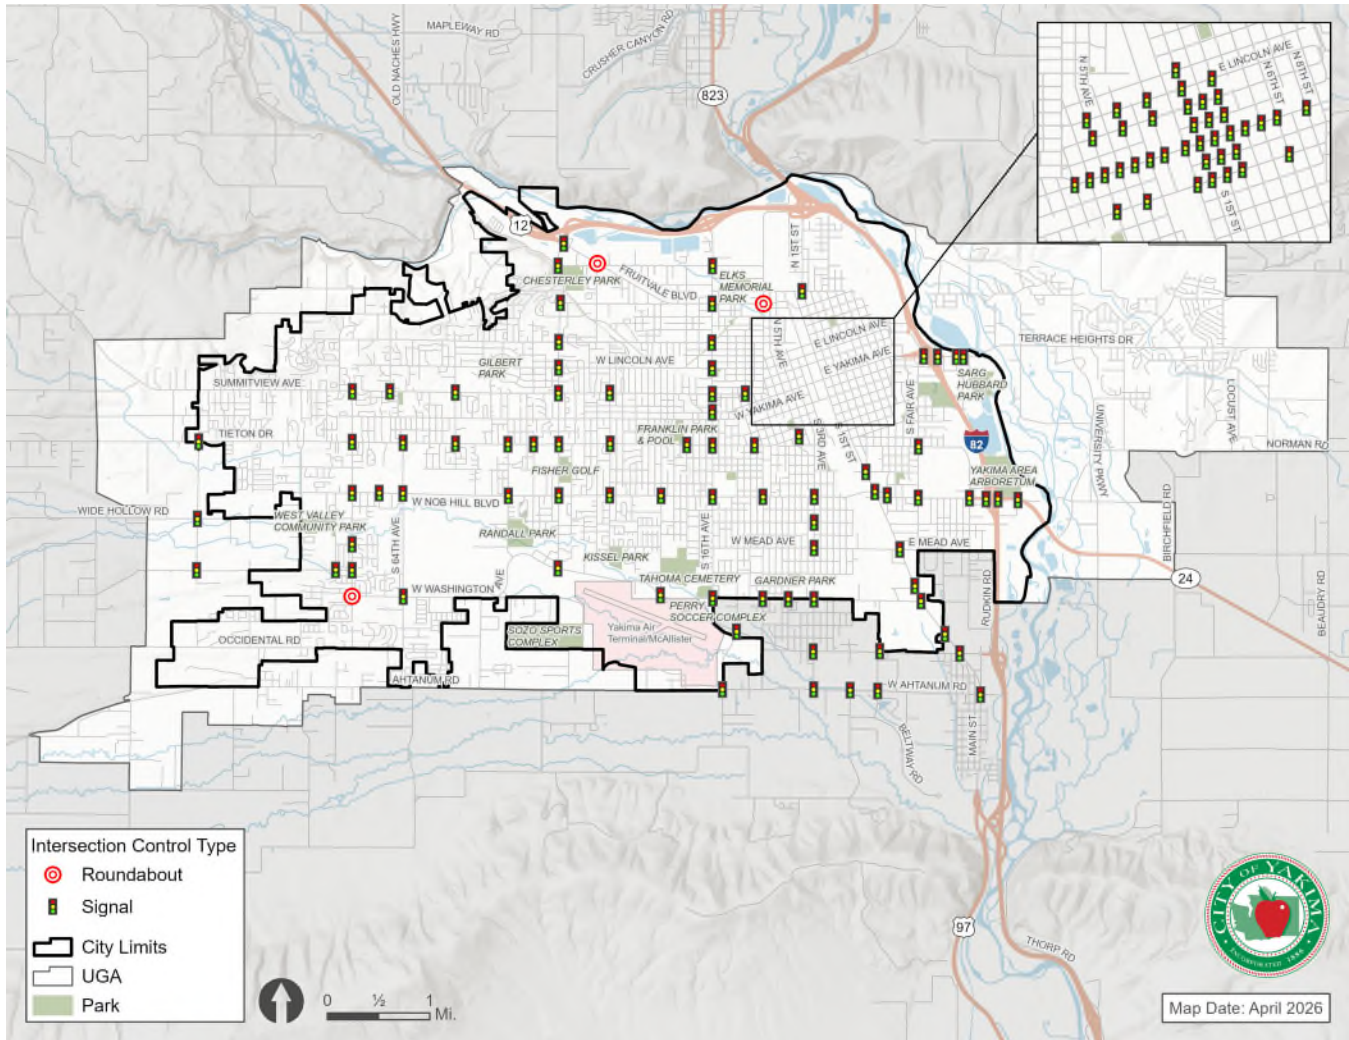 MAPLEWAY RD
OLD NACHES HWY
CRUSHER CANYON RD
823
E LINCOLN AVE
N 5TH AVE
N 6TH ST
N 8TH ST
S 1ST ST
12
N 1ST ST
CHESTERLEY PARK
FRUITVALE BLVD
ELKS
MEMORIAL
PARK
N 5TH AVE
E LINCOLN AVE
TERRACE HEIGHTS DR
GILBERT
PARK
W LINCOLN AVE
E YAKIMA AVE
SARG
HUBBARD
PARK
SUMMITVIEW AVE
W YAKIMA AVE
S FAIR AVE
LOCUST AVE
TIETON DR
FRANKLIN PARK
& POOL
S 3RD AVE
S 1ST ST
82
UNIVERSITY PKWY
NORMAN RD
FISHER GOLF
YAKIMA AREA
ARBORETUM
WIDE HOLLOW RD
W NOB HILL BLVD
BIRCHFIELD RD
WEST VALLEY
COMMUNITY PARK
S 64TH AVE
RANDALL PARK
S 16TH AVE
W MEAD AVE
E MEAD AVE
KISSEL PARK
24
W WASHINGTON
AVE
TAHOMA CEMETERY
GARDNER PARK
RUDKIN RD
BEAUDRY RD
PERRY
SOCCER COMPLEX
OCCIDENTAL RD
SOZO SPORTS
COMPLEX
Yakima Air
Terminal/McAllister
AHTANUM RD
W AHTANUM RD
BELTWAY RD
MAIN ST
97
THORP RD
Intersection Control Type
Roundabout
Signal
City Limits
UGA
Park
0 ½ 1
Mi.
CITY OF YAKIMA
INCORPORATED 1886
Map Date: April 2026